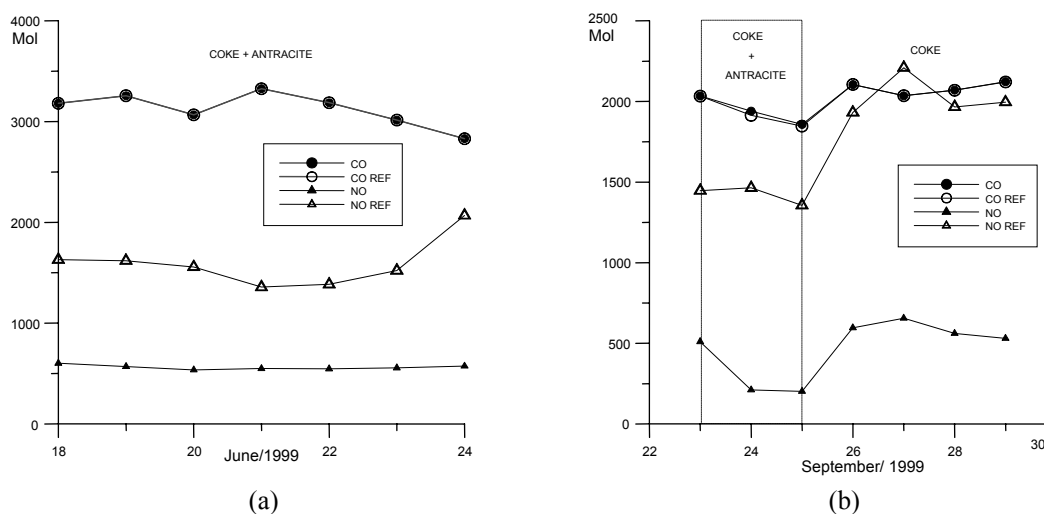 4000
Mol
3000
2000
1000
0
COKE + ANTRACITE
CO
CO REF
NO
NO REF
18
20
22
24
June/1999
(a)
2500
Mol
2000
1500
1000
500
0
COKE
+
ANTRACITE
COKE
CO
CO REF
NO
NO REF
22
24
26
28
30
September/ 1999
(b)